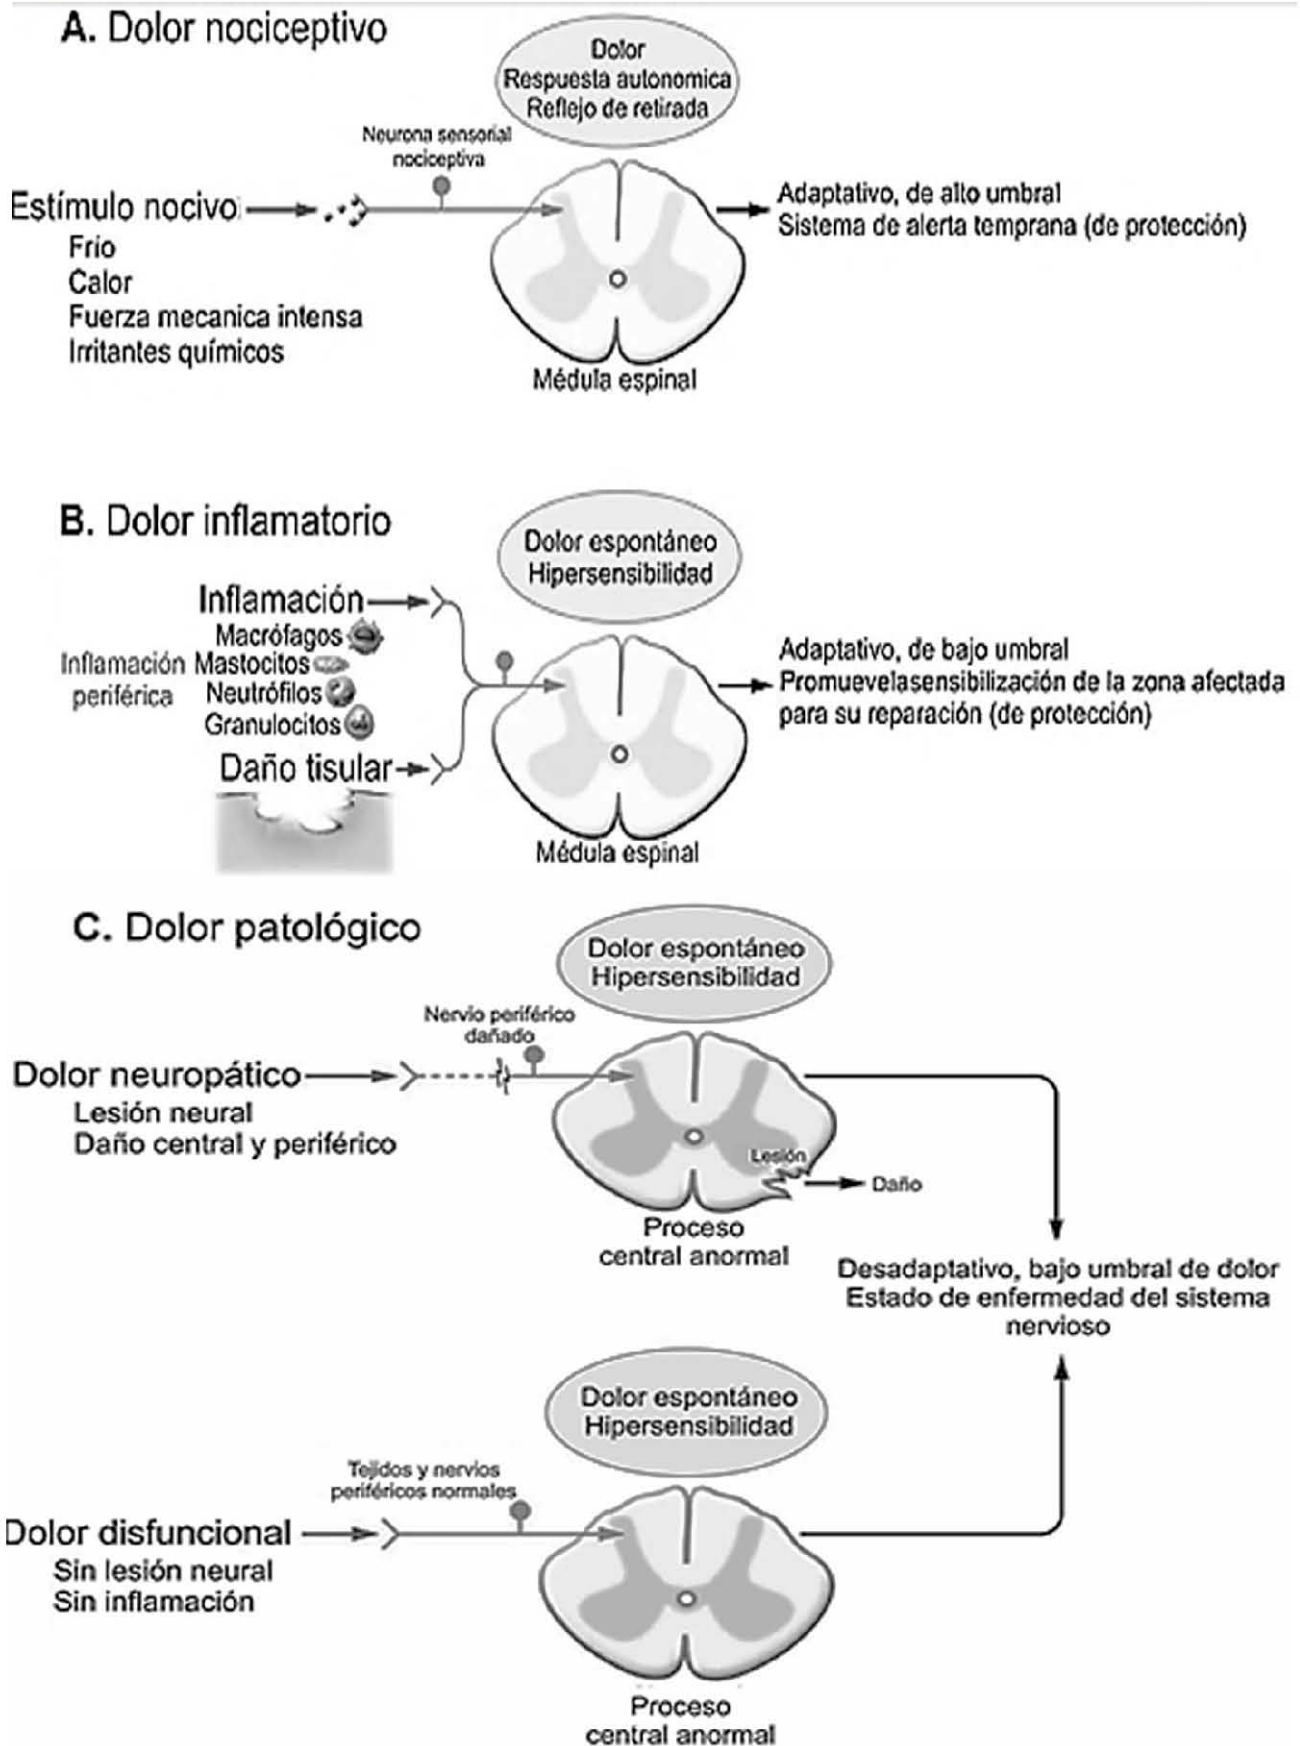 A. Dolor nociceptivo
Dolor
Respuesta autonomica
Reflejo de retirada
Neurona sensorial
nociceptiva
Estímulo nocivo
Frio
Calor
Fuerza mecanica intensa
Irritantes químicos
Adaptativo, de alto umbral
Sistema de alerta temprana (de protección)
Médula espinal
B. Dolor inflamatorio
Dolor espontáneo
Hipersensibilidad
Inflamación
Macrófagos
Mastocitos
Neutrófilos
Granulocitos
Inflamación
periférica
Daño tisular
Adaptativo, de bajo umbral
Promuevelasensibilización de la zona afectada
para su reparación (de protección)
Médula espinal
C. Dolor patológico
Dolor espontáneo
Hipersensibilidad
Nervio periférico
dañado
Dolor neuropático
Lesión neural
Daño central y periférico
Lesión
Daño
Proceso
central anormal
Desadaptativo, bajo umbral de dolor
Estado de enfermedad del sistema
nervioso
Dolor espontáneo
Hipersensibilidad
Tejidos y nervios
periféricos normales
Dolor disfuncional
Sin lesión neural
Sin inflamación
Proceso
central anormal